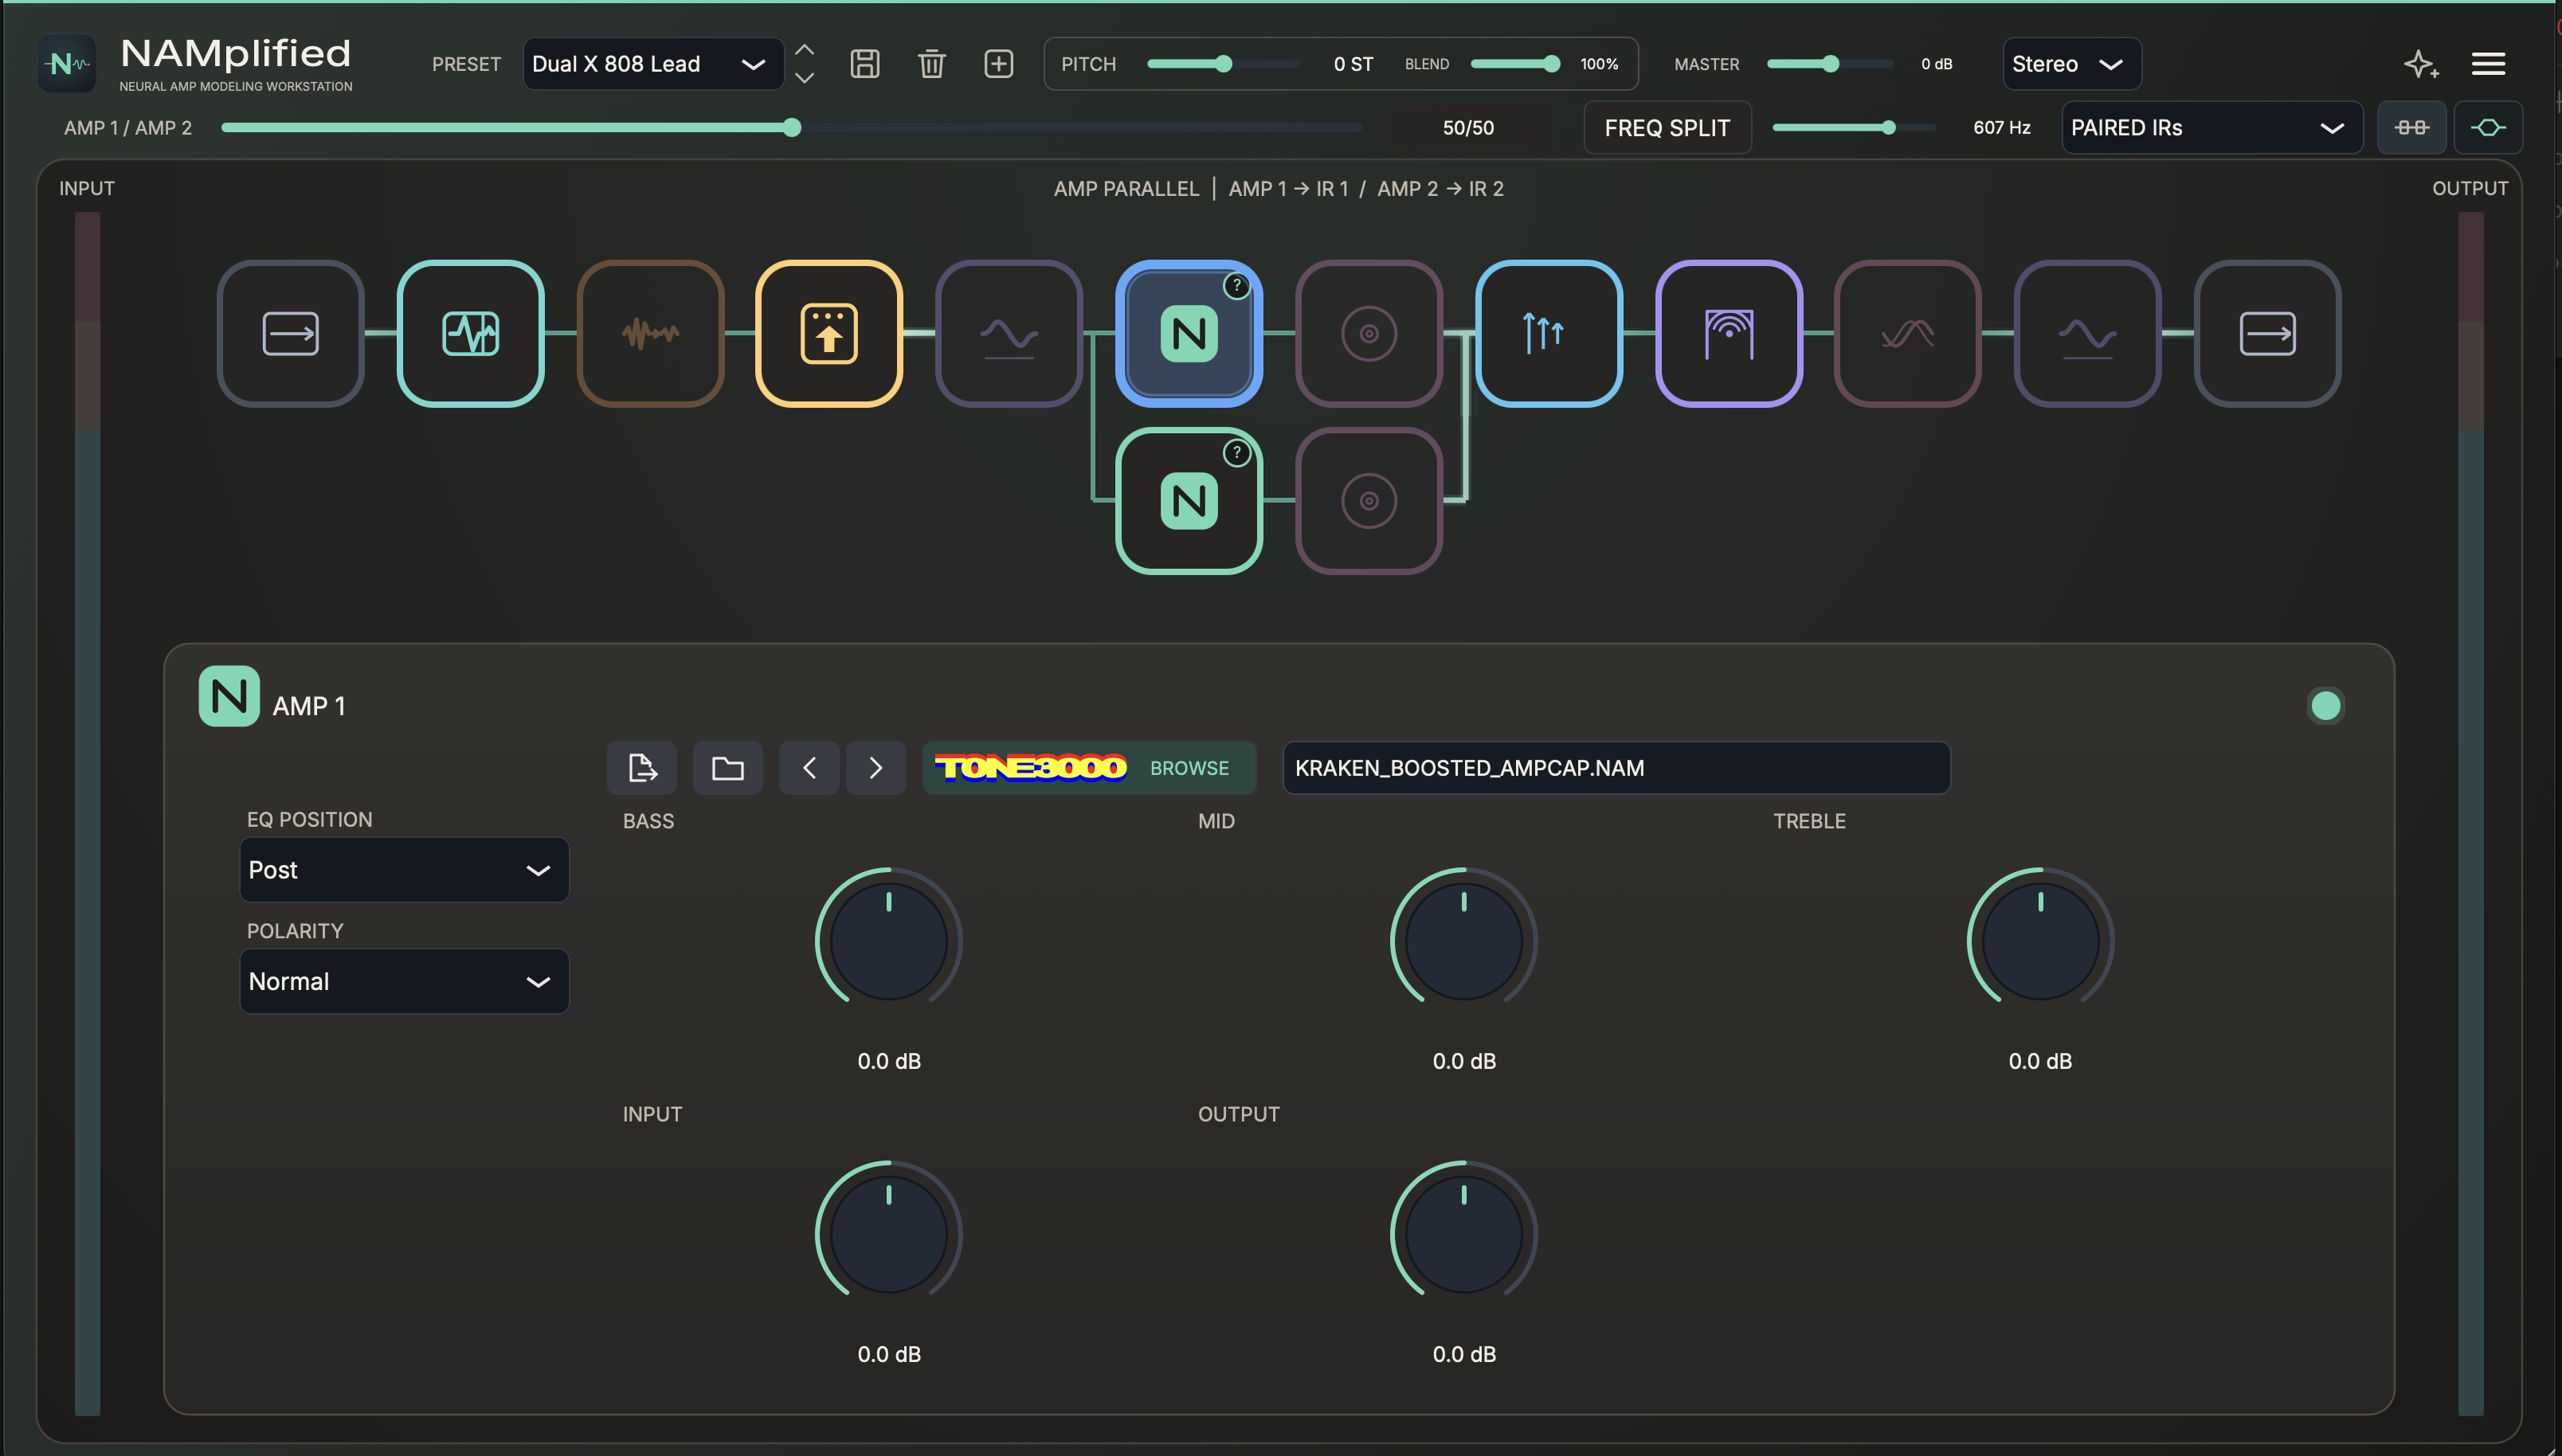 NAMplified
NEURAL AMP MODELING WORKSTATION
PRESET
Dual X 808 Lead
PITCH
0 ST
BLEND
100%
MASTER
0 dB
Stereo
AMP 1 / AMP 2
50/50
FREQ SPLIT
607 Hz
PAIRED IRs
INPUT
AMP PARALLEL | AMP 1 → IR 1 / AMP 2 → IR 2
OUTPUT
N
?
N
?
N
AMP 1
TONE3000
BROWSE
KRAKEN_BOOSTED_AMPCAP.NAM
EQ POSITION
Post
POLARITY
Normal
BASS
MID
TREBLE
0.0 dB
0.0 dB
0.0 dB
INPUT
OUTPUT
0.0 dB
0.0 dB